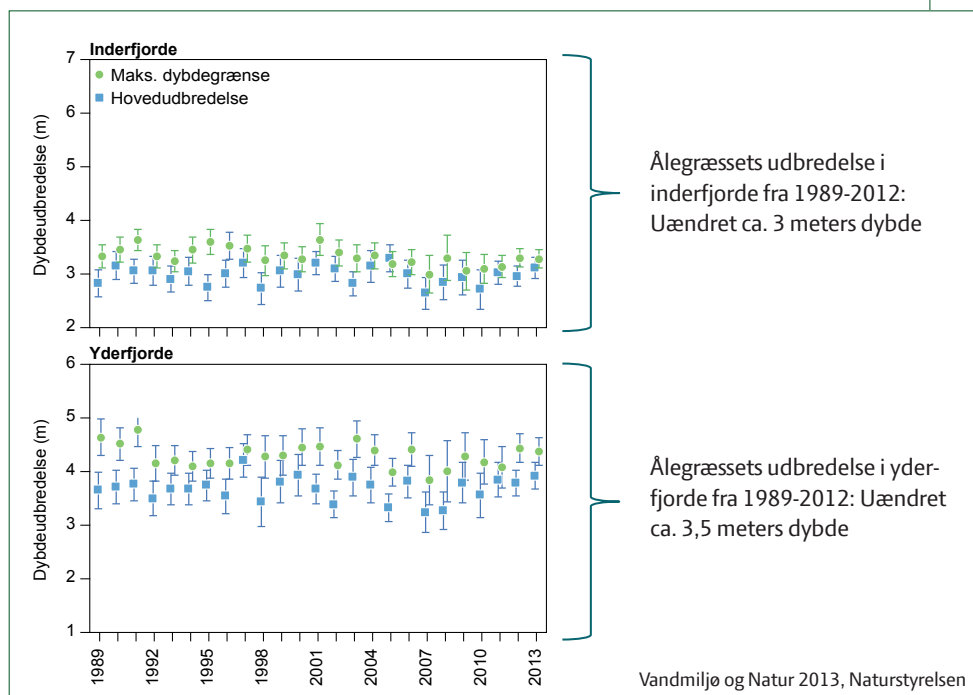 Inderfjorde
7
6
5
4
3
2
Dybdeudbredelse (m)
Maks. dybdegrænse
Hovedudbredelse
Ålegræssets udbredelse i
inderfjorde fra 1989-2012:
Uændret ca. 3 meters dybde
Yderfjorde
6
5
4
3
2
1
Dybdeudbredelse (m)
1989
1992
1995
1998
2001
2004
2007
2010
2013
Ålegræssets udbredelse i yder-
fjorde fra 1989-2012: Uændret
ca. 3,5 meters dybde
Vandmiljø og Natur 2013, Naturstyrelsen